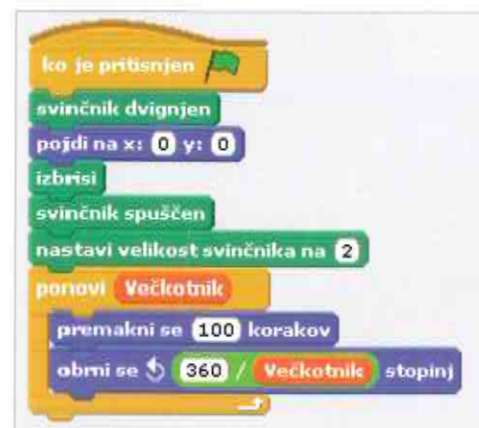 ko je pritisnjen
svinčnik dvignjen
pojdi na x: 0 y: 0
izbrisi
svinčnik spuščen
nastavi velikost svinčnika na 2
ponovi Večkotnik
premakni se 100 korakov
obrni se 360 / Večkotnik stopinj